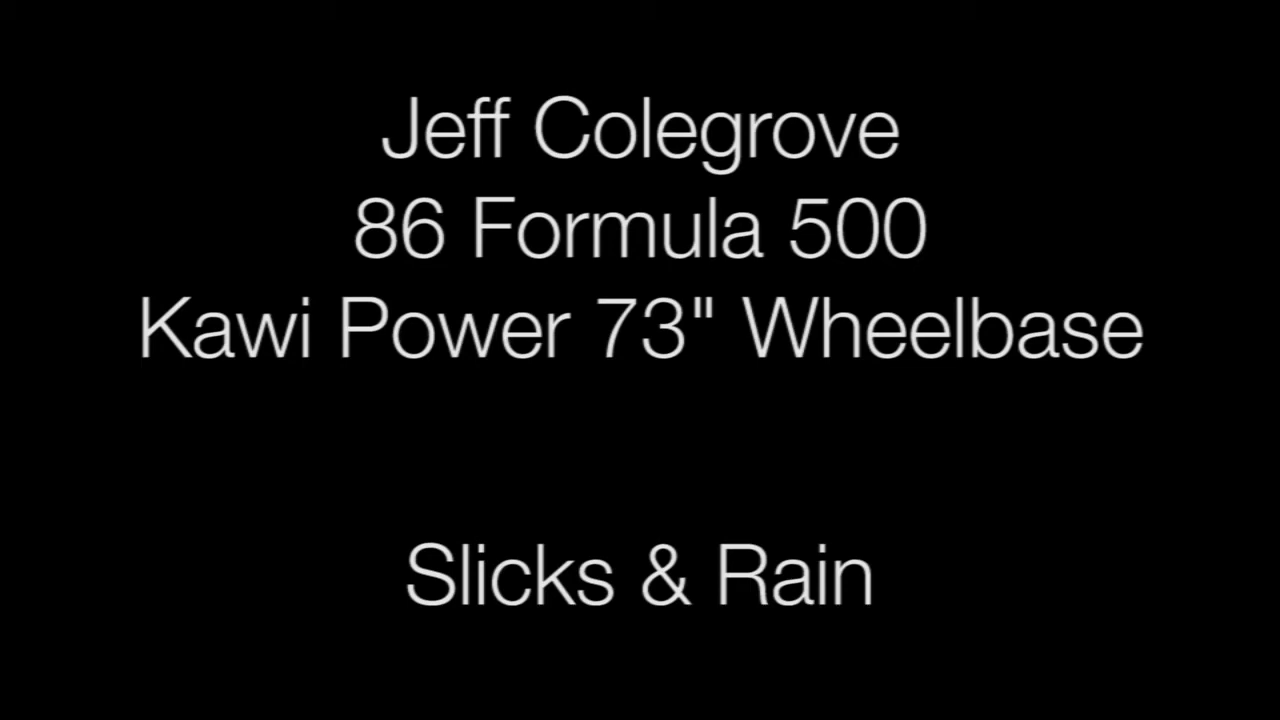 Jeff Colegrove
86 Formula 500
Kawi Power 73" Wheelbase
Slicks & Rain